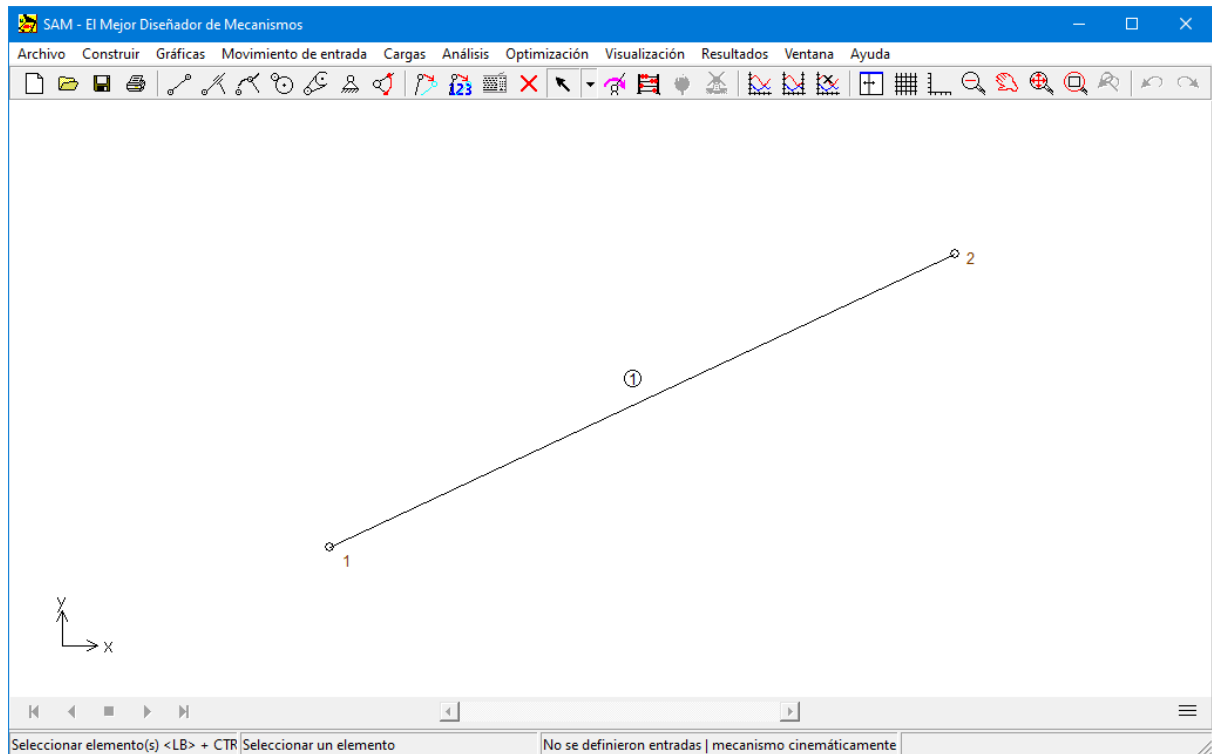 SAM - El Mejor Diseñador de Mecanismos
Archivo Construir Gráficas Movimiento de entrada Cargas Análisis Optimización Visualización Resultados Ventana Ayuda
123
2
1
1
y
x
Seleccionar elemento(s) <LB> + CTR Seleccionar un elemento No se definieron entradas | mecanismo cinemáticamente